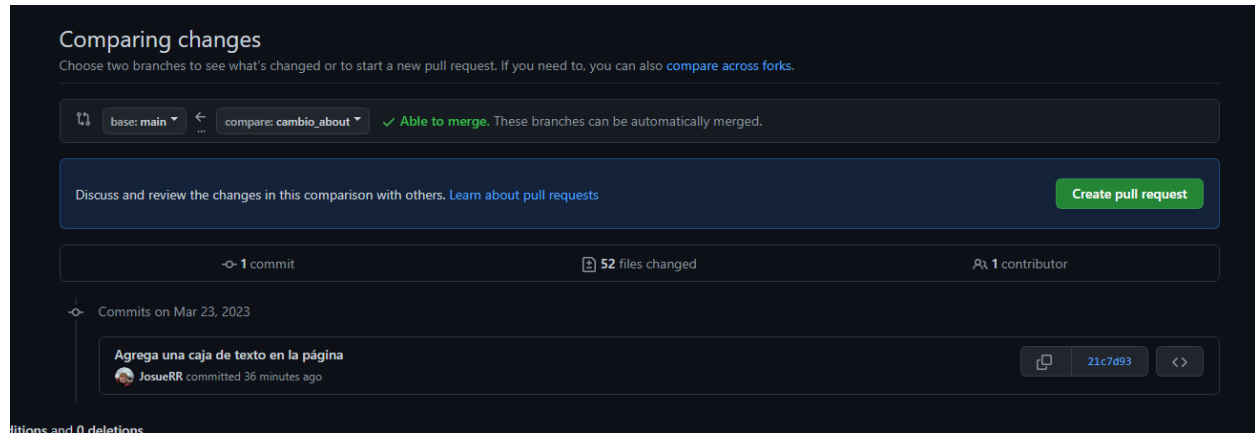 Comparing changes
Choose two branches to see what's changed or to start a new pull request. If you need to, you can also compare across forks.
base: main ← ... compare: cambio_about ✓ Able to merge. These branches can be automatically merged.
Discuss and review the changes in this comparison with others. Learn about pull requests Create pull request
1 commit 52 files changed 1 contributor
Commits on Mar 23, 2023
Agrega una caja de texto en la página
21c7d93 <>
JosueRR committed 36 minutes ago
ditions and 0 deletions